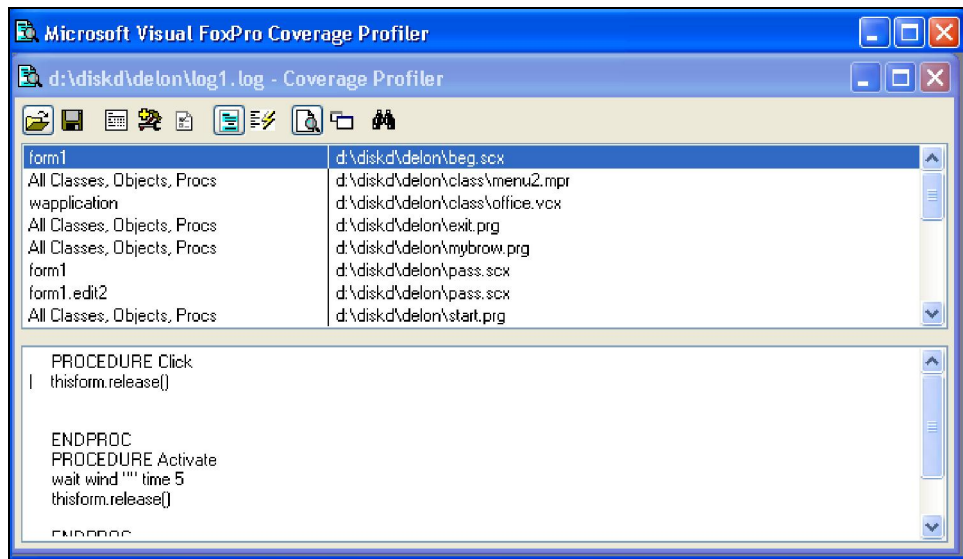 Microsoft Visual FoxPro Coverage Profiler
d:\diskd\delon\log1.log - Coverage Profiler
form1 d:\diskd\delon\beg.scx
All Classes, Objects, Procs d:\diskd\delon\class\menu2.mpr
wapplication d:\diskd\delon\class\office.vcx
All Classes, Objects, Procs d:\diskd\delon\exit.prg
All Classes, Objects, Procs d:\diskd\delon\mybrow.prg
form1 d:\diskd\delon\pass.scx
form1.edit2 d:\diskd\delon\pass.scx
All Classes, Objects, Procs d:\diskd\delon\start.prg
PROCEDURE Click
| thisform.release()
ENDPROC
PROCEDURE Activate
wait wind "" time 5
thisform.release()
ENDPROC